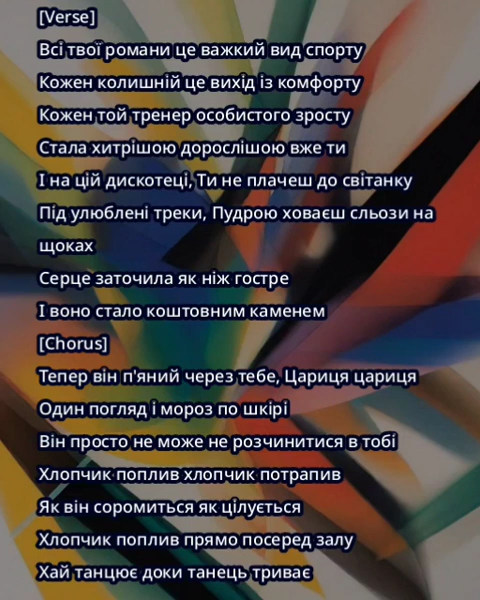 [Verse]
Всі твої романи це важкий вид спорту
Кожен колишній це вихід із комфорту
Кожен той тренер особистого зросту
Стала хитрішою дорослішою вже ти
І на цій дискотеці, Ти не плачеш до світанку
Під улюблені треки, Пудрою ховаєш сльози на
щоках
Серце заточила як ніж гостре
І воно стало коштовним каменем
[Chorus]
Тепер він п'яний через тебе, Цариця цариця
Один погляд і мороз по шкірі
Він просто не може не розчинитися в тобі
Хлопчик поплив хлопчик потрапив
Як він соромиться як цілується
Хлопчик поплив прямо посеред залу
Хай танцює доки танець триває